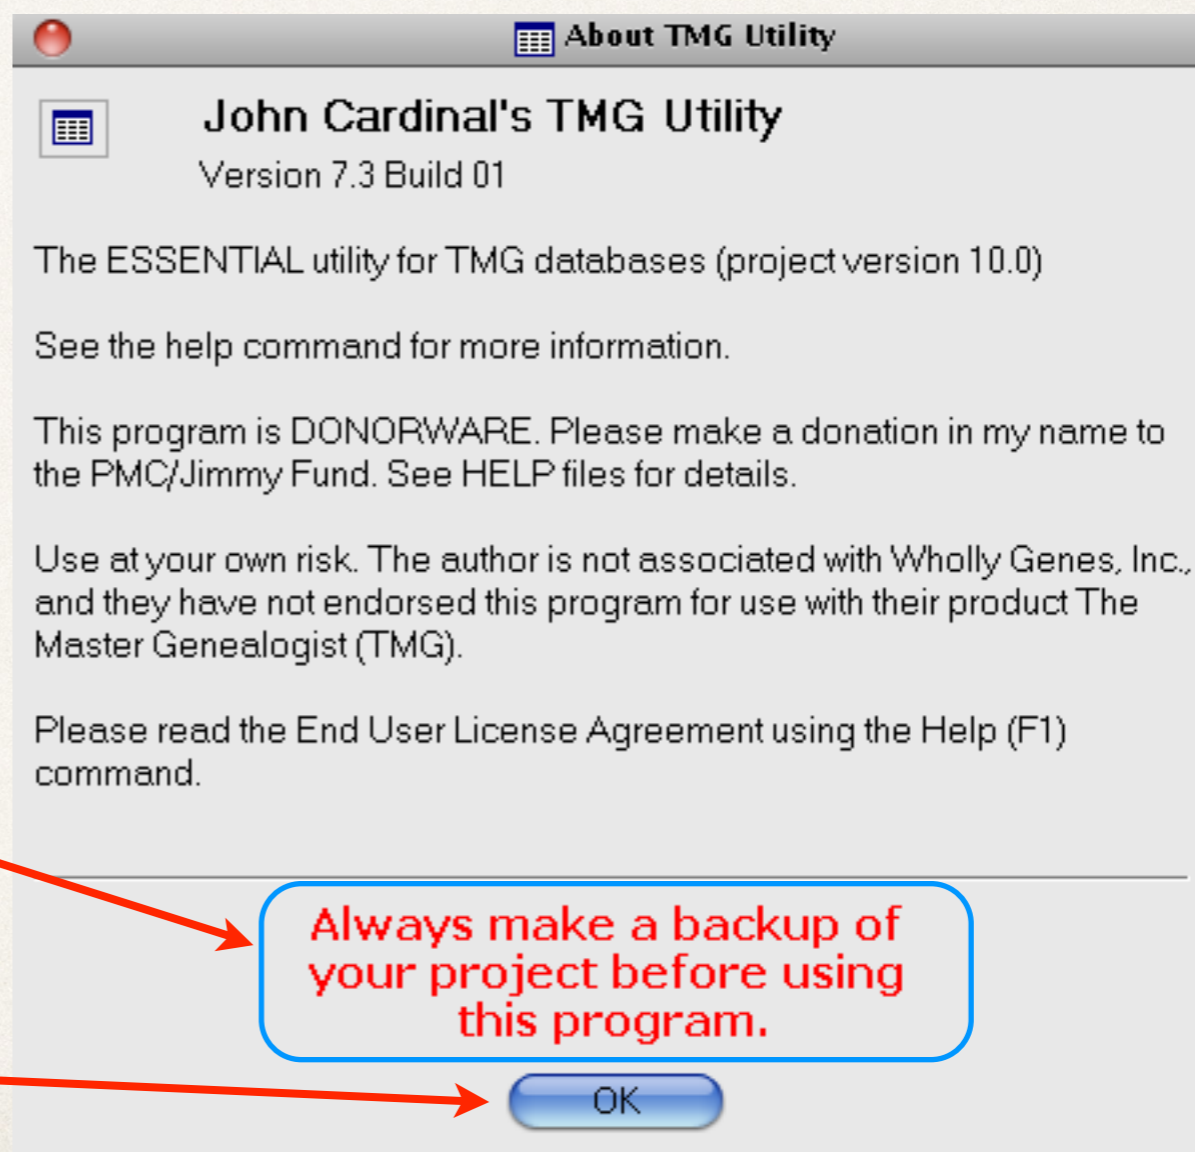 About TMG Utility
John Cardinal's TMG Utility
Version 7.3 Build 01
The ESSENTIAL utility for TMG databases (project version 10.0)
See the help command for more information.
This program is DONORWARE. Please make a donation in my name to
the PMC/Jimmy Fund. See HELP files for details.
Use at your own risk. The author is not associated with Wholly Genes, Inc.,
and they have not endorsed this program for use with their product The
Master Genealogist (TMG).
Please read the End User License Agreement using the Help (F1)
command.
Always make a backup of
your project before using
this program.
OK